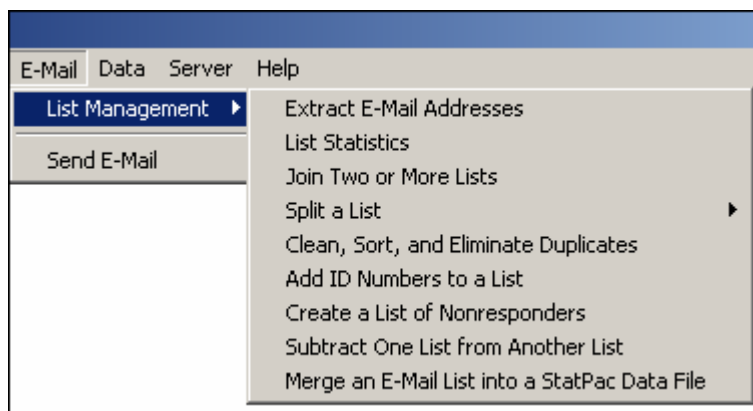 E-Mail Data Server Help
List Management
Send E-Mail
Extract E-Mail Addresses
List Statistics
Join Two or More Lists
Split a List
Clean, Sort, and Eliminate Duplicates
Add ID Numbers to a List
Create a List of Nonresponders
Subtract One List from Another List
Merge an E-Mail List into a StatPac Data File